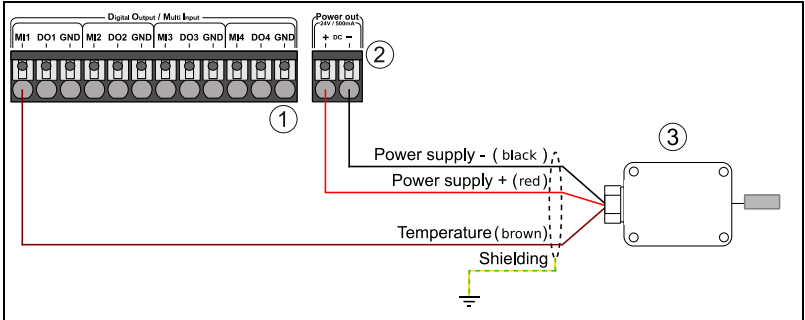 Digital Output / Multi Input
MI1 DO1 GND MI2 DO2 GND MI3 DO3 GND MI4 DO4 GND
Power out
24V / 500mA
+ DC −
1
2
3
Power supply - ( black )
Power supply + (red)
Temperature (brown)
Shielding